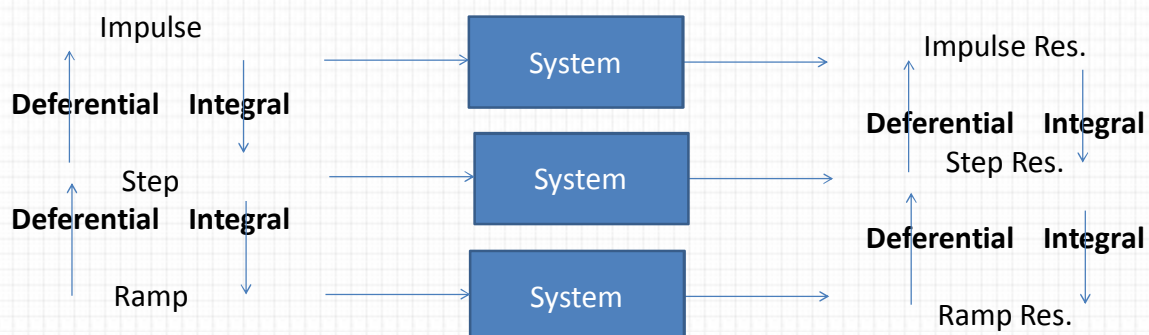 Impulse
System
Impulse Res.
Deferential Integral
Deferential Integral
Step
System
Step Res.
Deferential Integral
Deferential Integral
Ramp
System
Ramp Res.